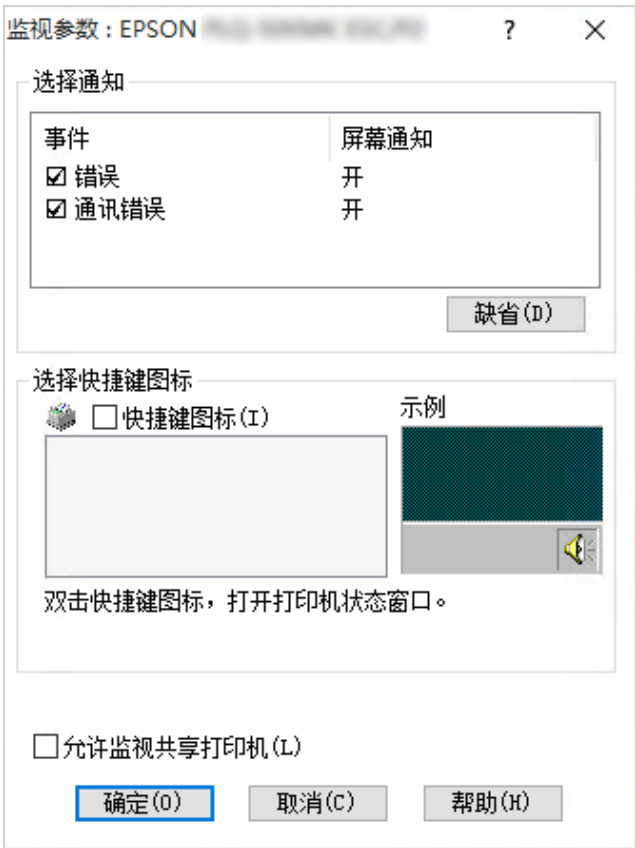 监视参数：EPSON
?
选择通知
事件 屏幕通知
错误 开
通讯错误 开
缺省(D)
选择快捷键图标
快捷键图标(I)
示例
双击快捷键图标，打开打印机状态窗口。
允许监视共享打印机(L)
确定(O) 取消(C) 帮助(H)